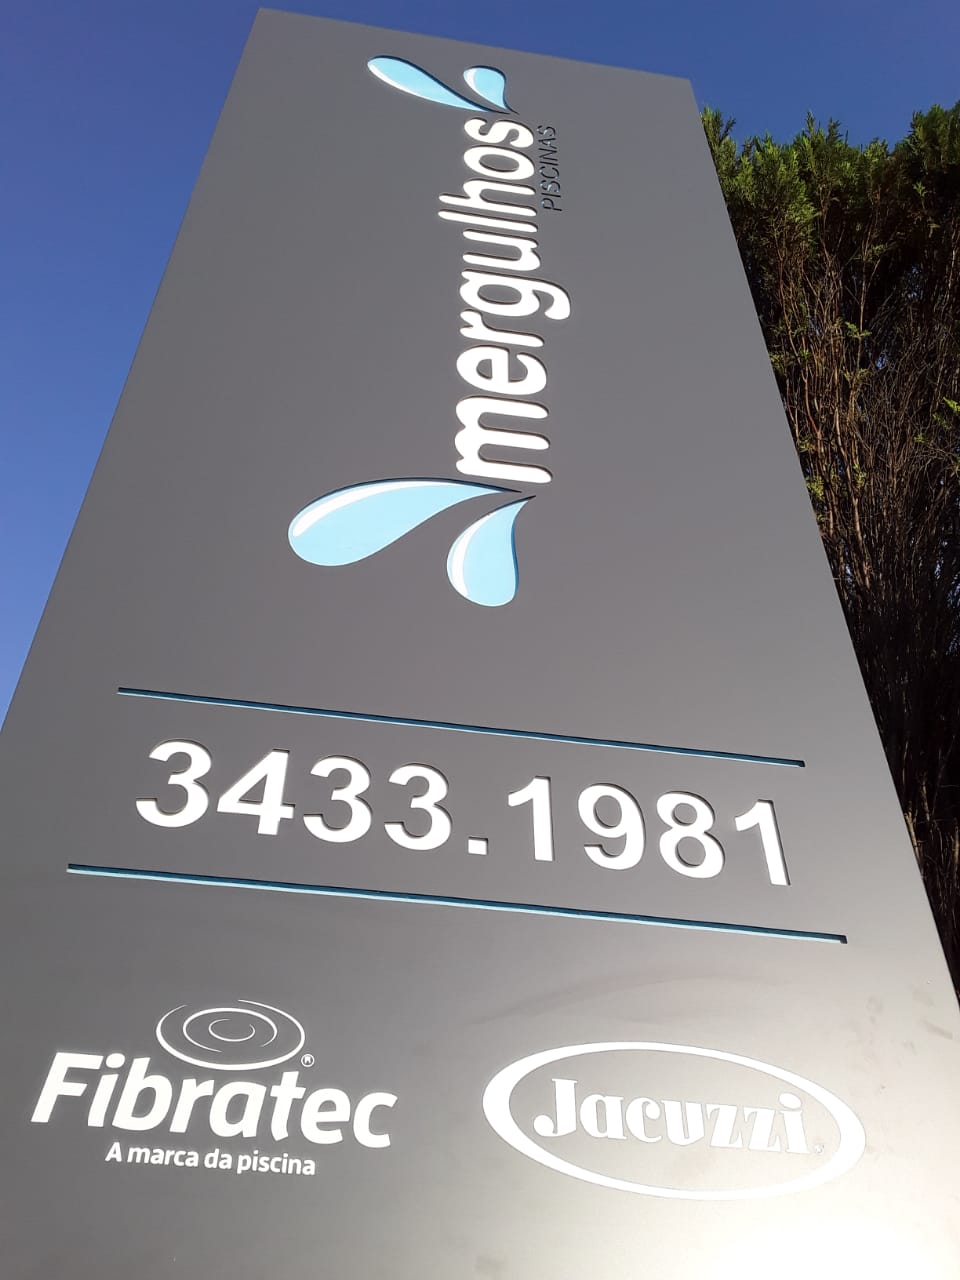 mergulhos
PISCINAS
3433.1981
Fibratec®
A marca da piscina
Jacuzzi®